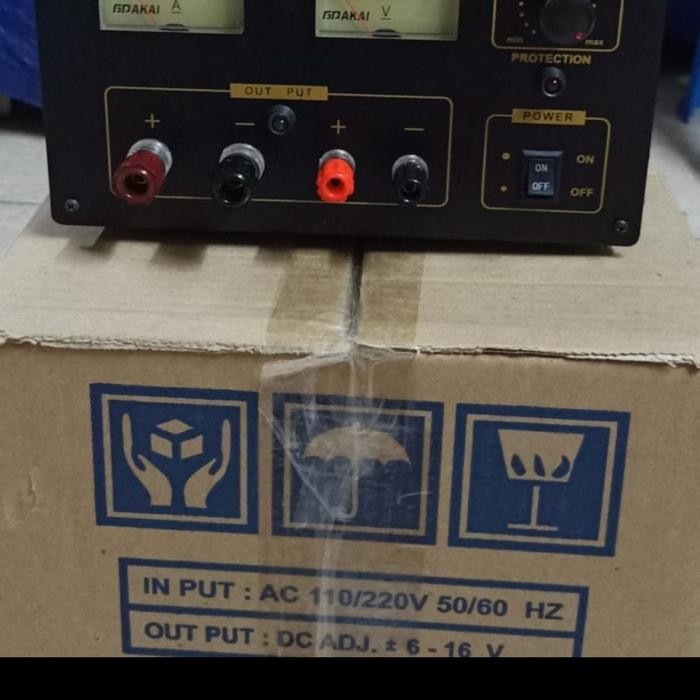 GDAKAI A
GDAKAI V
min max
PROTECTION
OUT PUT
POWER
+ − + −
ON
ON
OFF
OFF
IN PUT : AC 110/220V 50/60 HZ
OUT PUT : DC ADJ. ± 6 - 16 V